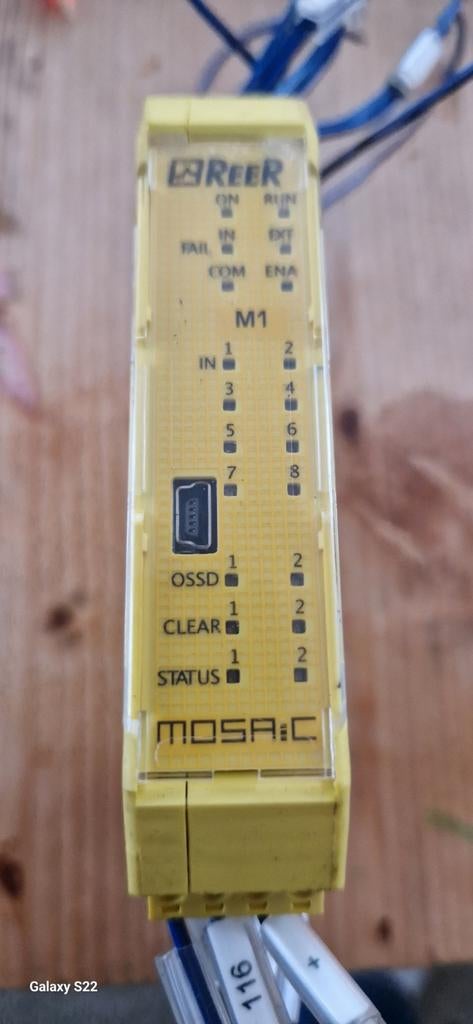 REER
ON RUN
IN EXT
FAIL
COM ENA
M1
1 2
IN
3 4
5 6
7 8
1 2
OSSD
1 2
CLEAR
1 2
STATUS
MOSAIC
116
+
Galaxy S22